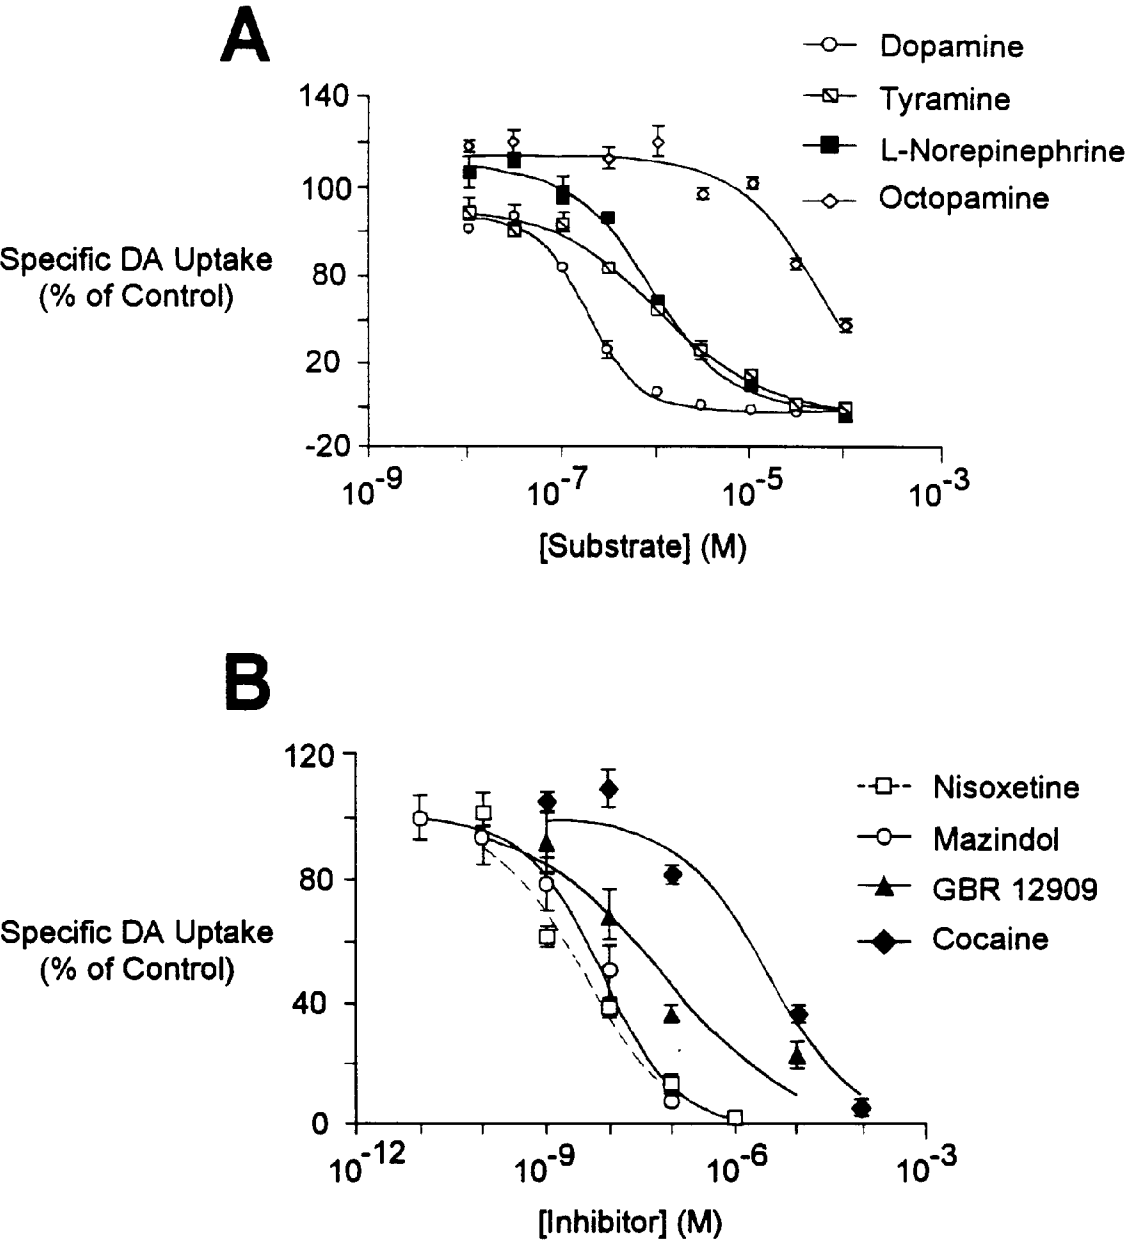 A
Dopamine
Tyramine
L-Norepinephrine
Octopamine
140
100
80
20
-20
Specific DA Uptake
(% of Control)
10-9
10-7
10-5
10-3
[Substrate] (M)
B
120
80
40
0
Nisoxetine
Mazindol
GBR 12909
Cocaine
Specific DA Uptake
(% of Control)
10-12
10-9
10-6
10-3
[Inhibitor] (M)